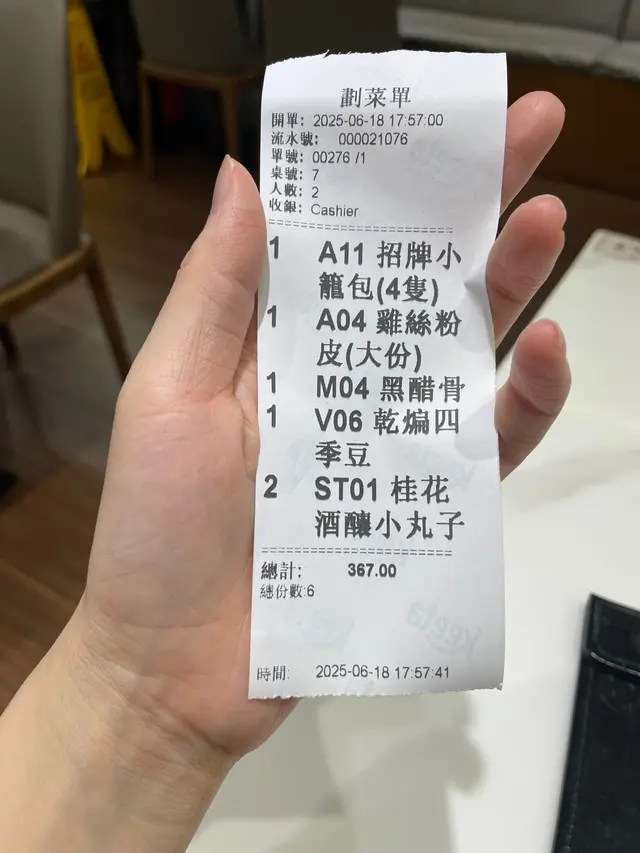 劃菜單
開單: 2025-06-18 17:57:00
流水號: 000021076
單號: 00276 /1
桌號: 7
人數: 2
收銀: Cashier
1 A11 招牌小
籠包(4隻)
1 A04 雞絲粉
皮(大份)
1 M04 黑醋骨
1 V06 乾煸四
季豆
2 ST01 桂花
酒釀小丸子
總計: 367.00
總份數:6
keeta
時間: 2025-06-18 17:57:41